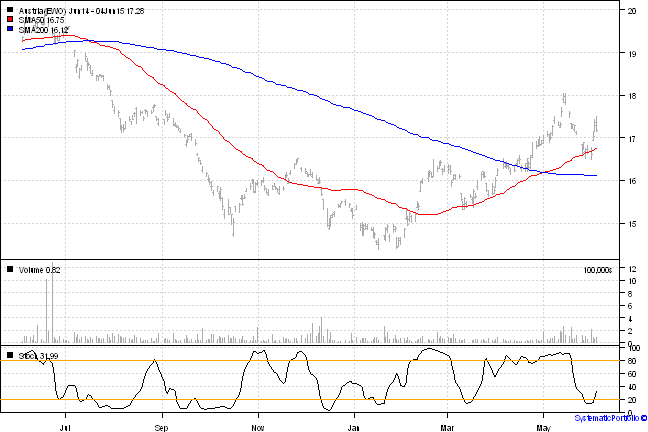 Austria(EWO) Jun14 - 04Jun15 17.28
SMA50 16.75
SMA200 16.12
20
19
18
17
16
15
Volume 0.82
100,000s
12
10
8
6
4
2
0
Stoch 31.99
100
80
60
40
20
0
Jul
Sep
Nov
Jan
Mar
May
SystematicPortfolio ©